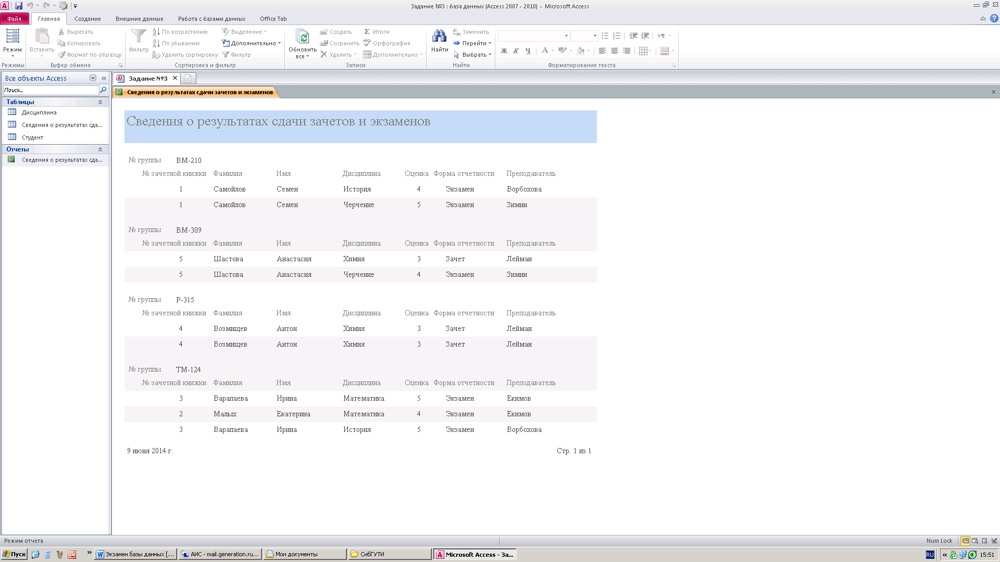 Задание №3 : база данных (Access 2007 - 2010) - Microsoft Access
Файл Главная Создание Внешние данные Работа с базами данных Office Tab
Режим
Режимы
Вставить
Вырезать
Копировать
Формат по образцу
Буфер обмена
Фильтр
По возрастанию
По убыванию
Удалить сортировку
Выделение
Дополнительно
Фильтр
Сортировка и фильтр
Обновить
все
Создать
Сохранить
Удалить
Итоги
Орфография
Дополнительно
Записи
Найти
Заменить
Перейти
Выбрать
Найти
Ж К Ч
Форматирование текста
Все объекты Access
Поиск...
Таблицы
Дисциплина
Сведения о результатах сда...
Студент
Отчеты
Сведения о результатах сда...
Задание №3
Сведения о результатах сдачи зачетов и экзаменов
Сведения о результатах сдачи зачетов и экзаменов
№ группы ВМ-210
№ зачетной книжки Фамилия Имя Дисциплина Оценка Форма отчетности Преподаватель
1 Самойлов Семен История 4 Экзамен Ворбохова
1 Самойлов Семен Черчение 5 Экзамен Зимин
№ группы ВМ-309
№ зачетной книжки Фамилия Имя Дисциплина Оценка Форма отчетности Преподаватель
5 Шастова Анастасия Химия 3 Зачет Лейман
5 Шастова Анастасия Черчение 4 Экзамен Зимин
№ группы Р-315
№ зачетной книжки Фамилия Имя Дисциплина Оценка Форма отчетности Преподаватель
4 Возмищев Антон Химия 3 Зачет Лейман
4 Возмищев Антон Химия 3 Зачет Лейман
№ группы ТМ-124
№ зачетной книжки Фамилия Имя Дисциплина Оценка Форма отчетности Преподаватель
3 Варапаева Ирина Математика 5 Экзамен Екимов
2 Малых Екатерина Математика 4 Экзамен Екимов
3 Варапаева Ирина История 5 Экзамен Ворбохова
9 июня 2014 г. Стр. 1 из 1
Режим отчета Num Lock
Пуск Экзамен базы данных [... АИС - mail.generation.ru... Мои документы СибГУТИ Microsoft Access - За... RU 15:51